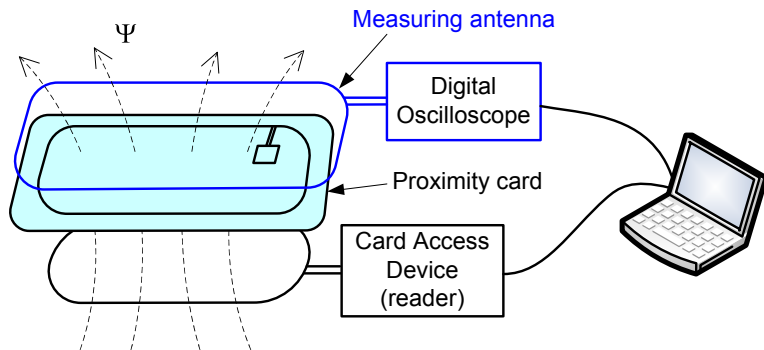 Measuring antenna
Ψ
Digital
Oscilloscope
Proximity card
Card Access
Device
(reader)